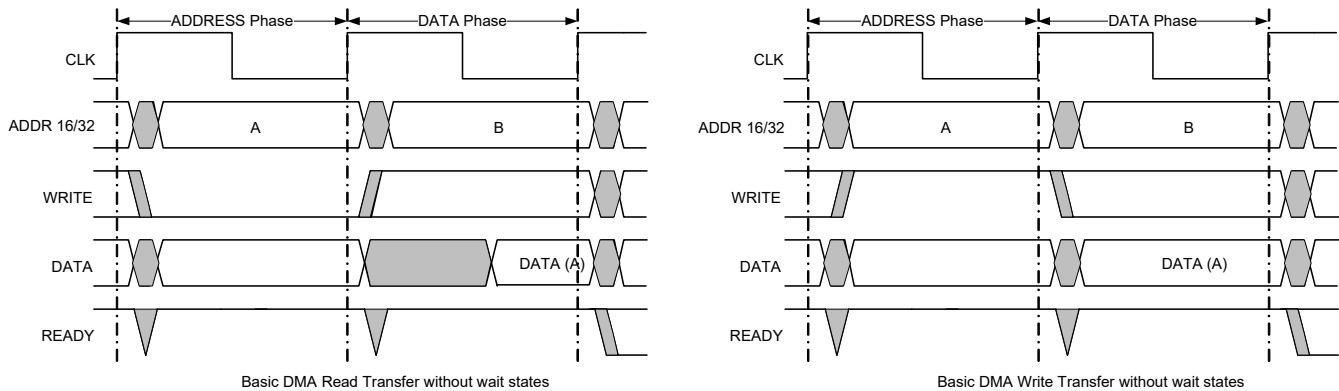 ADDRESS Phase DATA Phase
CLK
ADDR 16/32 A B
WRITE
DATA DATA (A)
READY
Basic DMA Read Transfer without wait states
ADDRESS Phase DATA Phase
CLK
ADDR 16/32 A B
WRITE
DATA DATA (A)
READY
Basic DMA Write Transfer without wait states